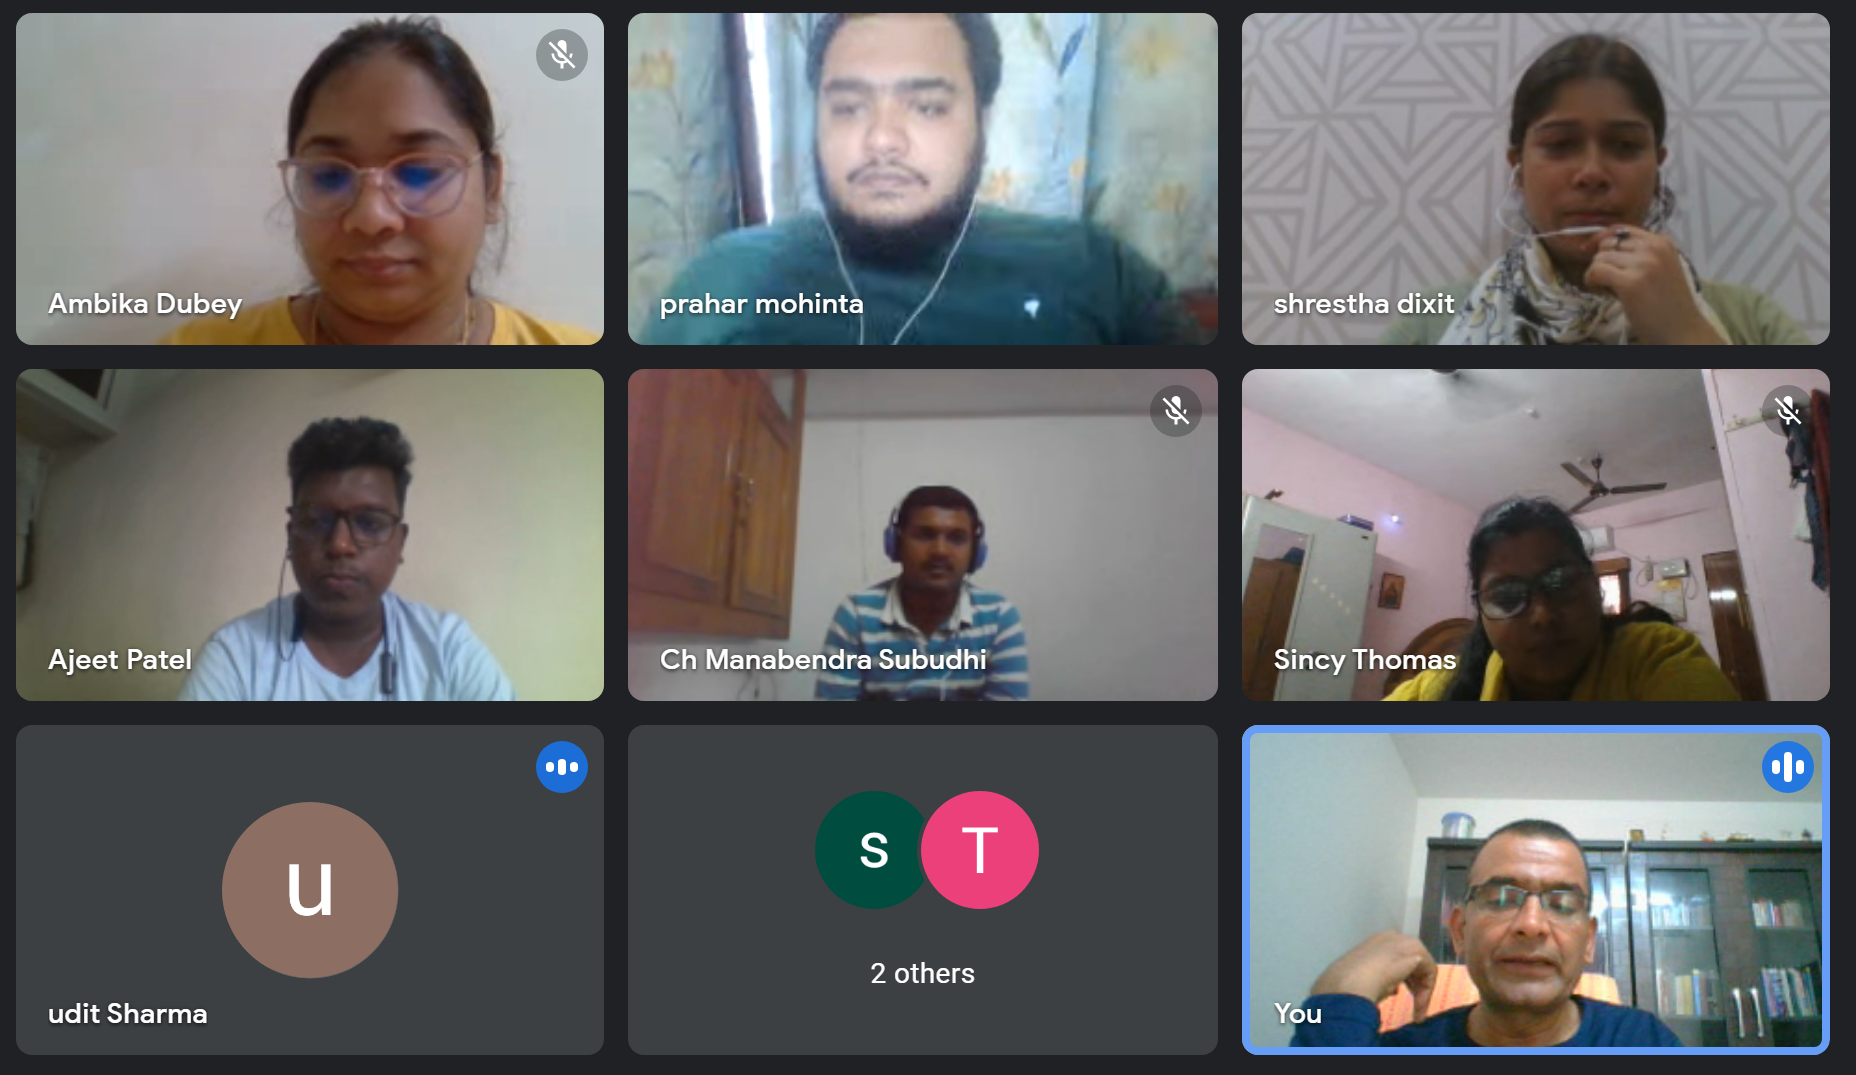 Ambika Dubey
prahar mohinta
shrestha dixit
Ajeet Patel
Ch Manabendra Subudhi
Sincy Thomas
u
udit Sharma
s T
2 others
You